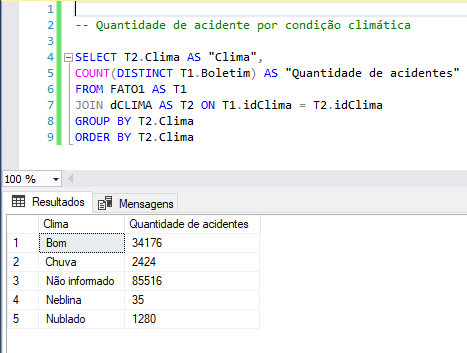 1
2 -- Quantidade de acidente por condição climática
3
4 SELECT T2.Clima AS "Clima",
5 COUNT(DISTINCT T1.Boletim) AS "Quantidade de acidentes"
6 FROM FATO1 AS T1
7 JOIN dCLIMA AS T2 ON T1.idClima = T2.idClima
8 GROUP BY T2.Clima
9 ORDER BY T2.Clima
100 %
Resultados Mensagens
Clima Quantidade de acidentes
1 Bom 34176
2 Chuva 2424
3 Não informado 85516
4 Neblina 35
5 Nublado 1280